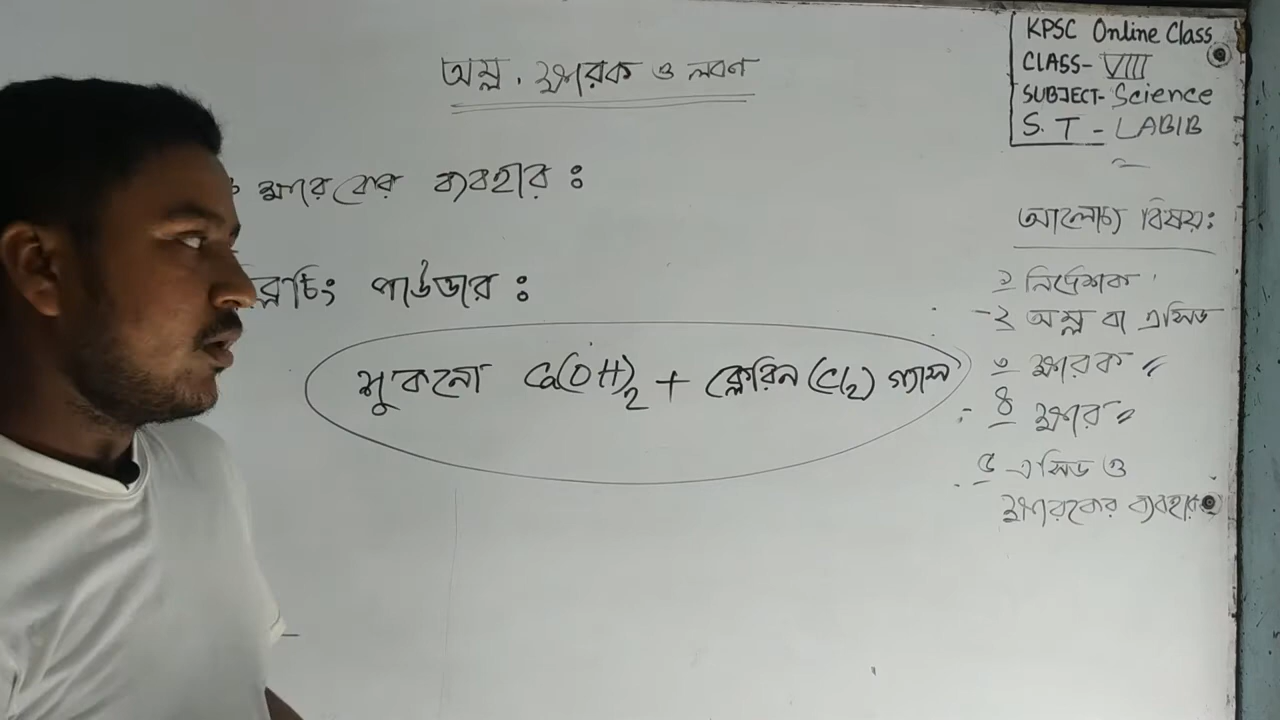 অম্ল, ক্ষারক ও লবণ
ক্ষারকের ব্যবহার :
ব্লিচিং পাউডার :
শুকনো Ca(OH)2 + ক্লোরিন (Cl2) গ্যাস
KPSC Online Class
CLASS- VIII
SUBJECT- Science
S. T - LABIB
আলোচ্য বিষয়:
১ নির্দেশক
২ অম্ল বা এসিড
৩ ক্ষারক "
৪ ক্ষার "
৫ এসিড ও
ক্ষারকের ব্যবহার